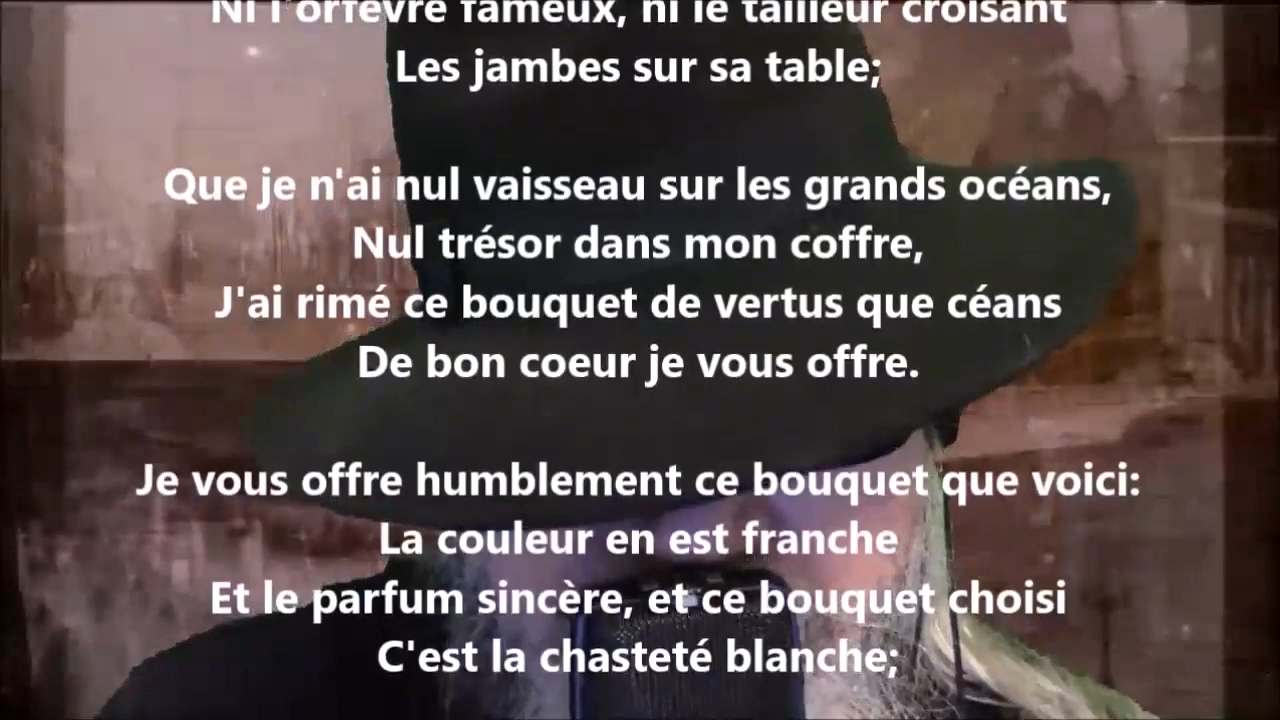 Ni l'orfèvre fameux, ni le tailleur croisant
Les jambes sur sa table;
Que je n'ai nul vaisseau sur les grands océans,
Nul trésor dans mon coffre,
J'ai rimé ce bouquet de vertus que céans
De bon coeur je vous offre.
Je vous offre humblement ce bouquet que voici:
La couleur en est franche
Et le parfum sincère, et ce bouquet choisi
C'est la chasteté blanche;